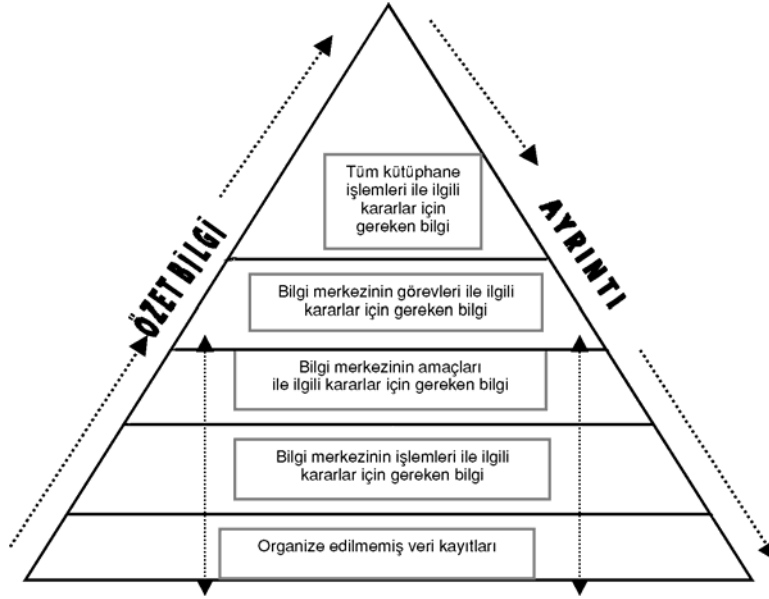 Tüm kütüphane
işlemleri ile ilgili
kararlar için
gereken bilgi
ÖZET BİLGİ
AYRINTI
Bilgi merkezinin görevleri ile ilgili
kararlar için gereken bilgi
Bilgi merkezinin amaçları
ile ilgili kararlar için gereken bilgi
Bilgi merkezinin işlemleri ile ilgili
kararlar için gereken bilgi
Organize edilmemiş veri kayıtları